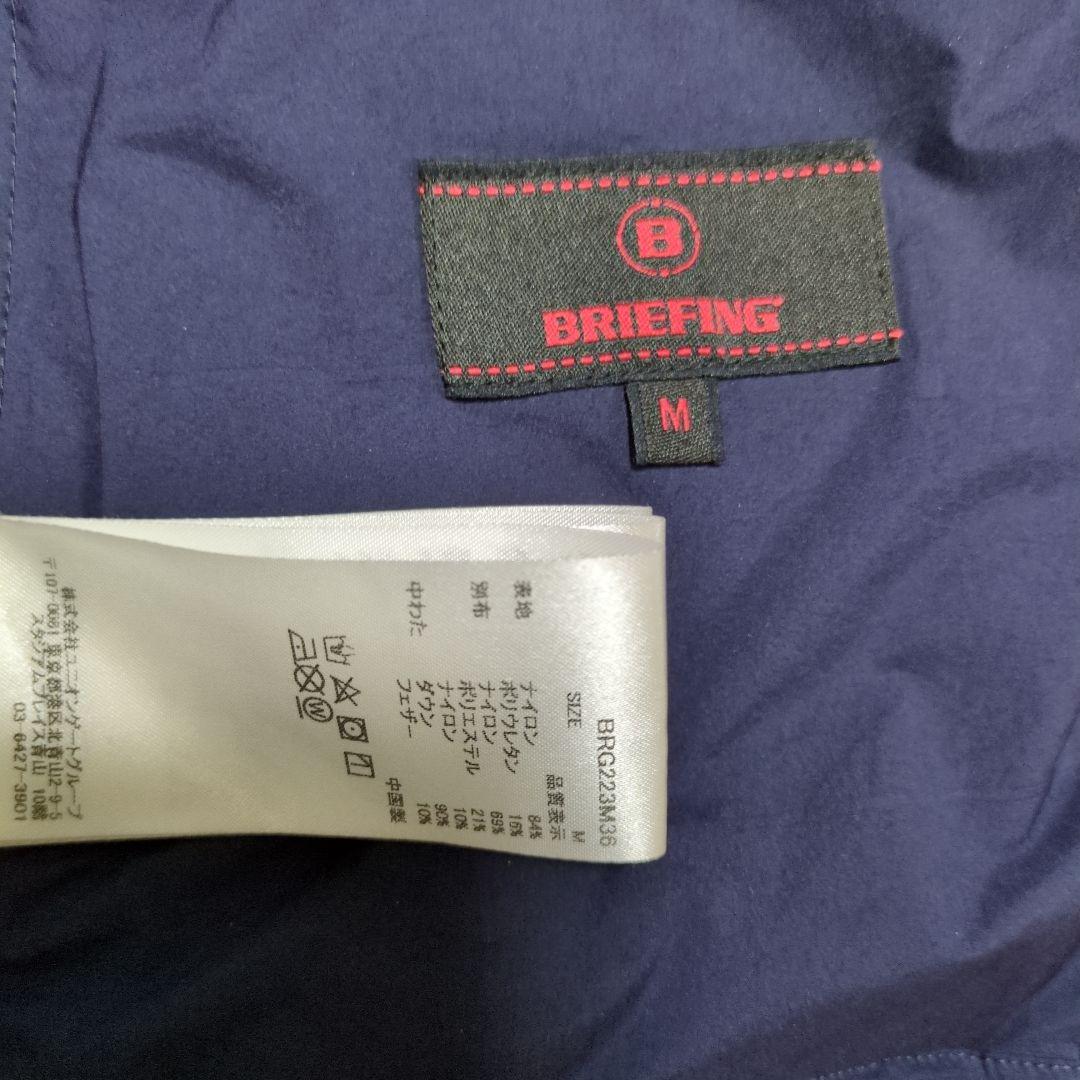 B
BRIEFING
M
BRG223M36
SIZE M
品質表示
表地 ナイロン 84%
ポリウレタン 16%
別布 ナイロン 69%
ポリエステル 21%
ナイロン 10%
中わた ダウン 90%
フェザー 10%
中国製
W
株式会社ユニオンゲートグループ
〒107-0061 東京都港区北青山2-9-5
スタジアムプレイス青山 10階
03-6427-3901